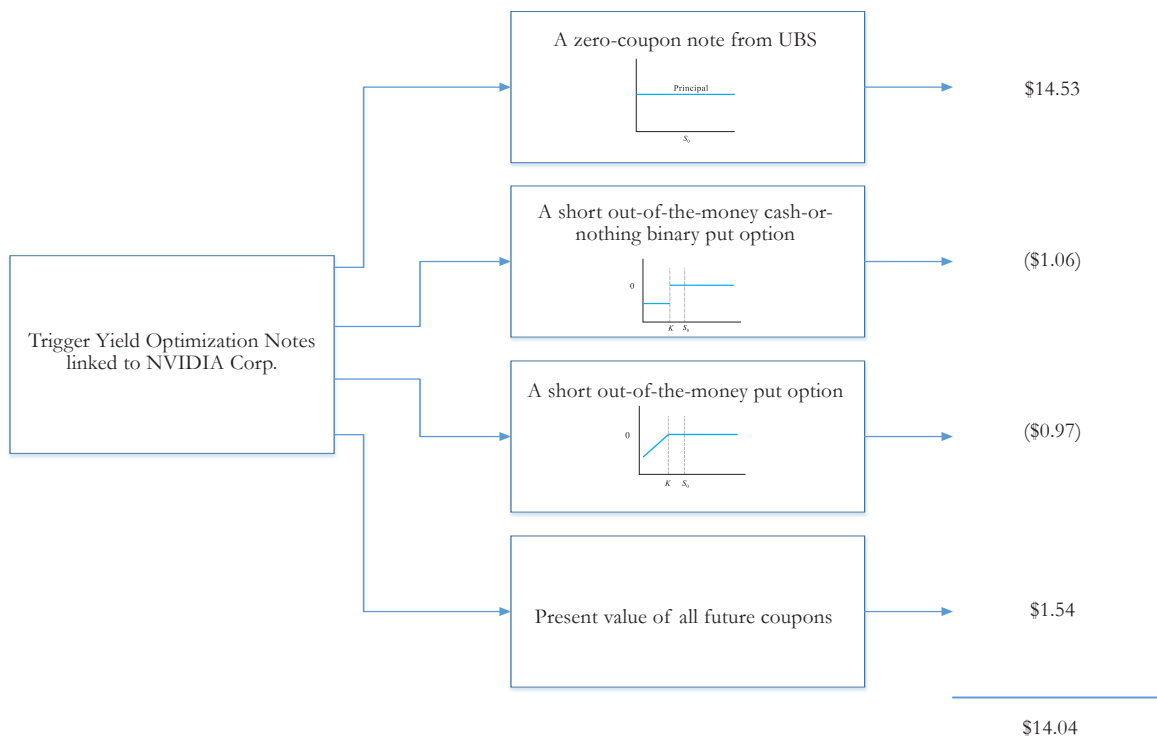 A zero-coupon note from UBS
Principal
S0
$14.53
A short out-of-the-money cash-or-
nothing binary put option
0
K S0
($1.06)
Trigger Yield Optimization Notes
linked to NVIDIA Corp.
A short out-of-the-money put option
0
K S0
($0.97)
Present value of all future coupons
$1.54
$14.04